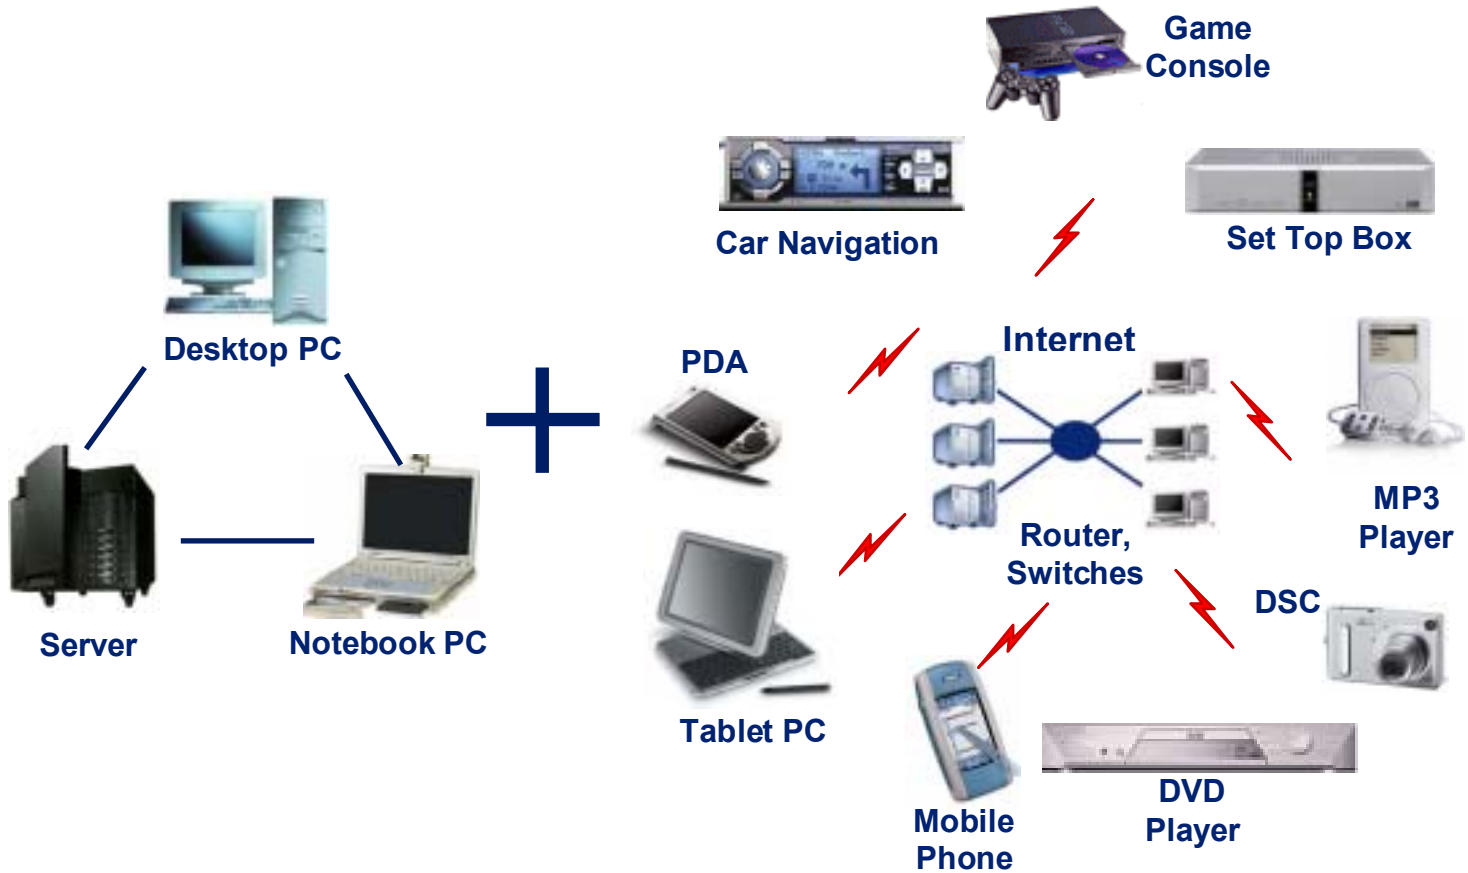 Game
Console
Car Navigation
Set Top Box
Desktop PC
Internet
PDA
MP3
Player
Router,
Switches
DSC
Server
Notebook PC
Tablet PC
DVD
Player
Mobile
Phone